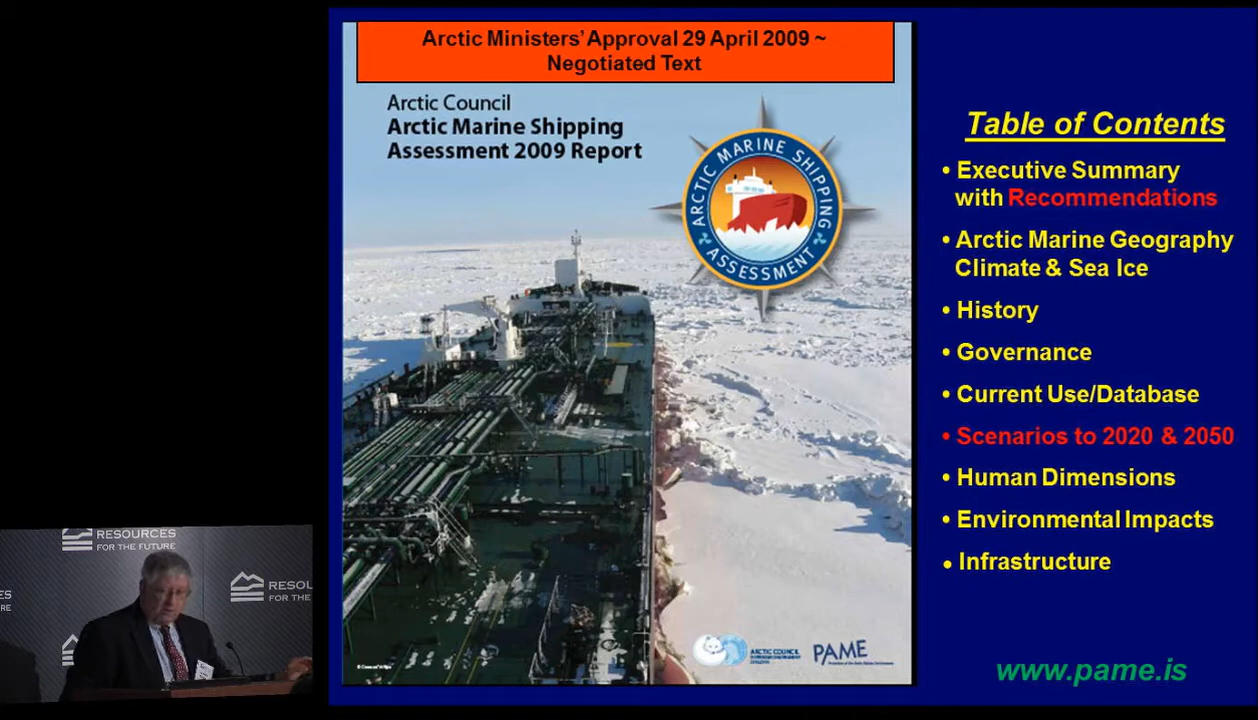 Arctic Ministers' Approval 29 April 2009 ~
Negotiated Text
Arctic Council
Arctic Marine Shipping
Assessment 2009 Report
ARCTIC MARINE SHIPPING
ASSESSMENT
ARCTIC COUNCIL
PAME
Table of Contents
• Executive Summary
with Recommendations
• Arctic Marine Geography
Climate & Sea Ice
• History
• Governance
• Current Use/Database
• Scenarios to 2020 & 2050
• Human Dimensions
• Environmental Impacts
• Infrastructure
www.pame.is
RESOURCES
FOR THE FUTURE
RESOU
FOR THE
ES
RE